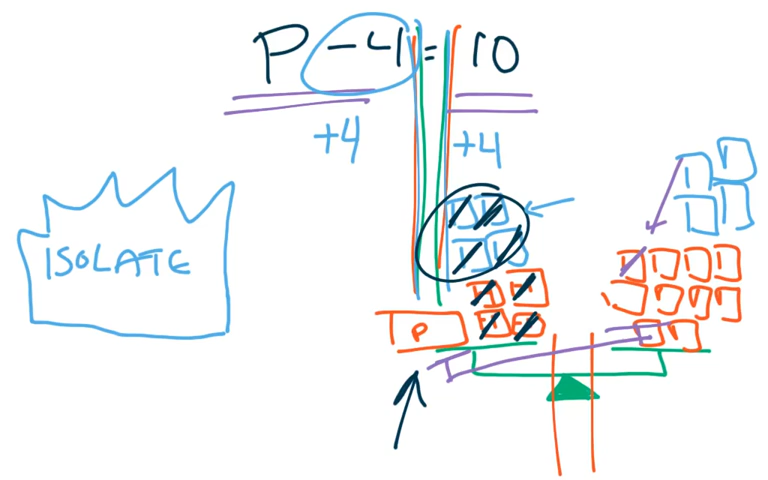 P - 4 = 10
+4 +4
ISOLATE
P